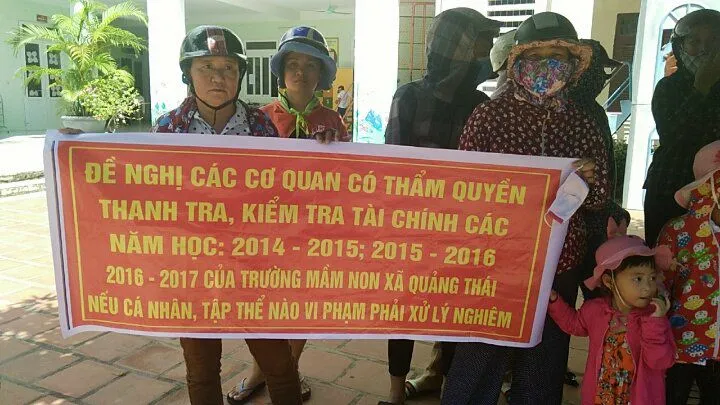 ĐỀ NGHỊ CÁC CƠ QUAN CÓ THẨM QUYỀN
THANH TRA, KIỂM TRA TÀI CHÍNH CÁC
NĂM HỌC: 2014 - 2015; 2015 - 2016
2016 - 2017 CỦA TRƯỜNG MẦM NON XÃ QUẢNG THÁI
NẾU CÁ NHÂN, TẬP THỂ NÀO VI PHẠM PHẢI XỬ LÝ NGHIÊM